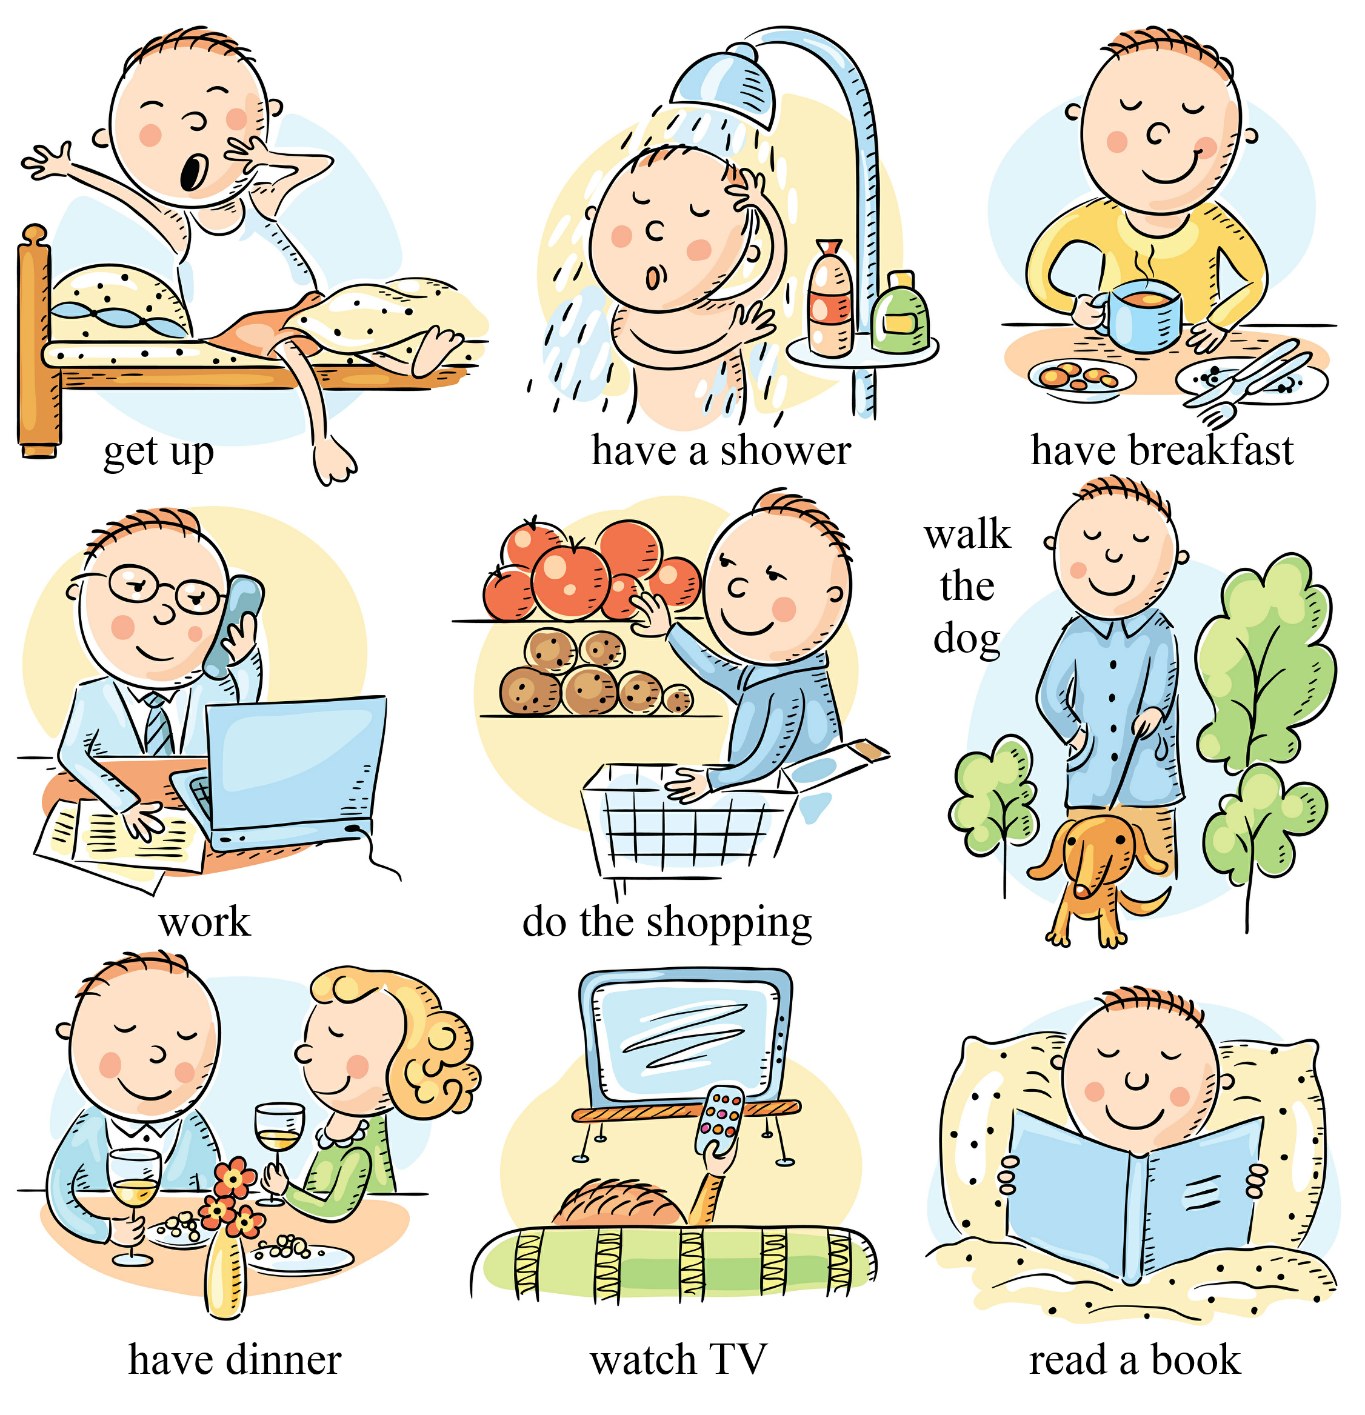 get up
have a shower
have breakfast
work
do the shopping
walk
the
dog
have dinner
watch TV
read a book